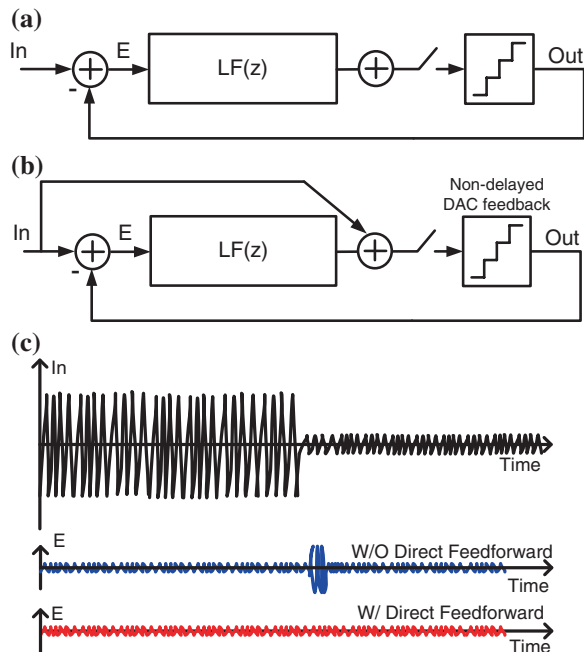 (a)
In
E
LF(z)
Out
-
(b)
Non-delayed
DAC feedback
In
E
LF(z)
Out
-
(c)
In
Time
E
W/O Direct Feedforward
Time
E
W/ Direct Feedforward
Time